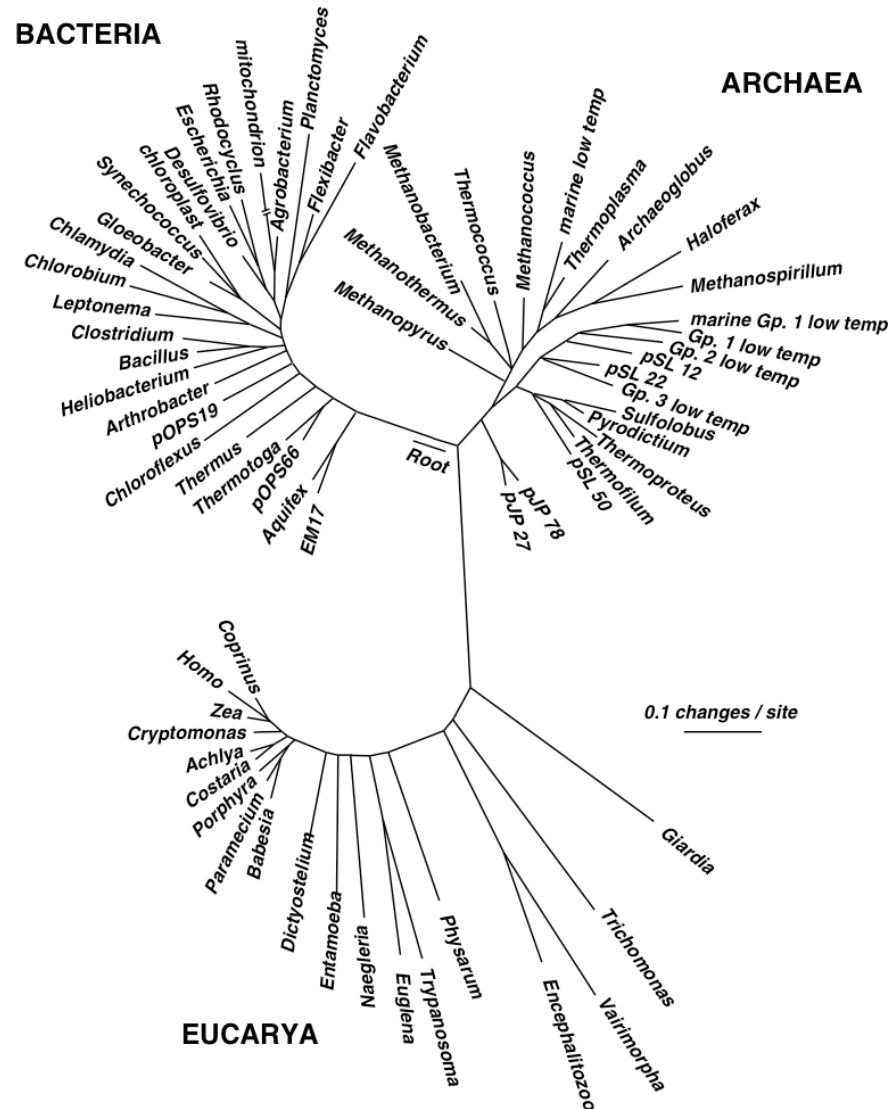 BACTERIA
ARCHAEA
EUCARYA
Root
0.1 changes / site
Planctomyces
Flavobacterium
Flexibacter
Agrobacterium
mitochondrion
Rhodocyclus
Escherichia
Desulfovibrio
chloroplast
Synechococcus
Gloeobacter
Chlamydia
Chlorobium
Leptonema
Clostridium
Bacillus
Heliobacterium
Arthrobacter
pOPS19
Chloroflexus
Thermus
Thermotoga
pOPS66
Aquifex
EM17
Methanopyrus
Methanothermus
Methanobacterium
Thermococcus
Methanococcus
marine low temp
Thermoplasma
Archaeoglobus
Haloferax
Methanospirillum
marine Gp. 1 low temp
Gp. 1 low temp
Gp. 2 low temp
pSL 12
pSL 22
Gp. 3 low temp
Sulfolobus
Pyrodictium
Thermoproteus
Thermofilum
pSL 50
pJP 78
pJP 27
Coprinus
Homo
Zea
Cryptomonas
Achlya
Costaria
Porphyra
Paramecium
Babesia
Dictyostelium
Entamoeba
Naegleria
Euglena
Trypanosoma
Physarum
Encephalitozoo
Vairimorpha
Trichomonas
Giardia